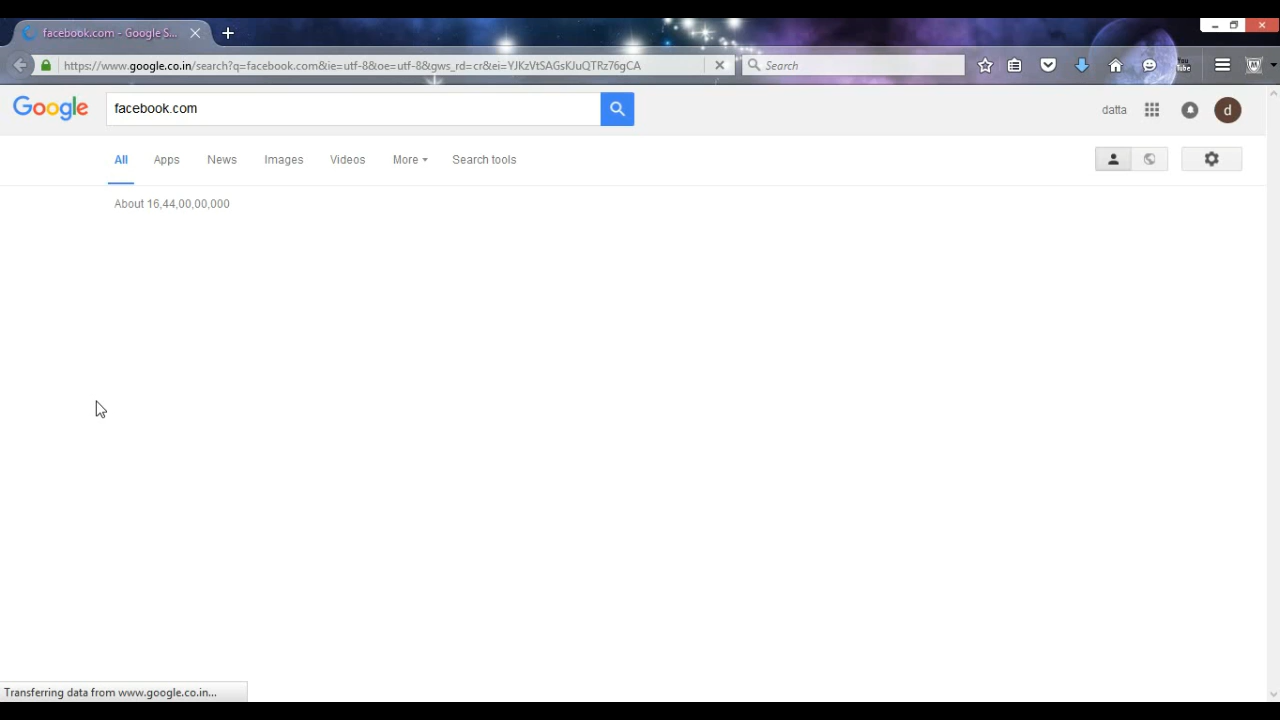 facebook.com - Google S...
https://www.google.co.in/search?q=facebook.com&ie=utf-8&oe=utf-8&gws_rd=cr&ei=YJKzVtSAGsKJuQTRz76gCA
Search
You
Tube
Google
facebook.com
datta
d
All
Apps
News
Images
Videos
More
Search tools
About 16,44,00,00,000
Transferring data from www.google.co.in...